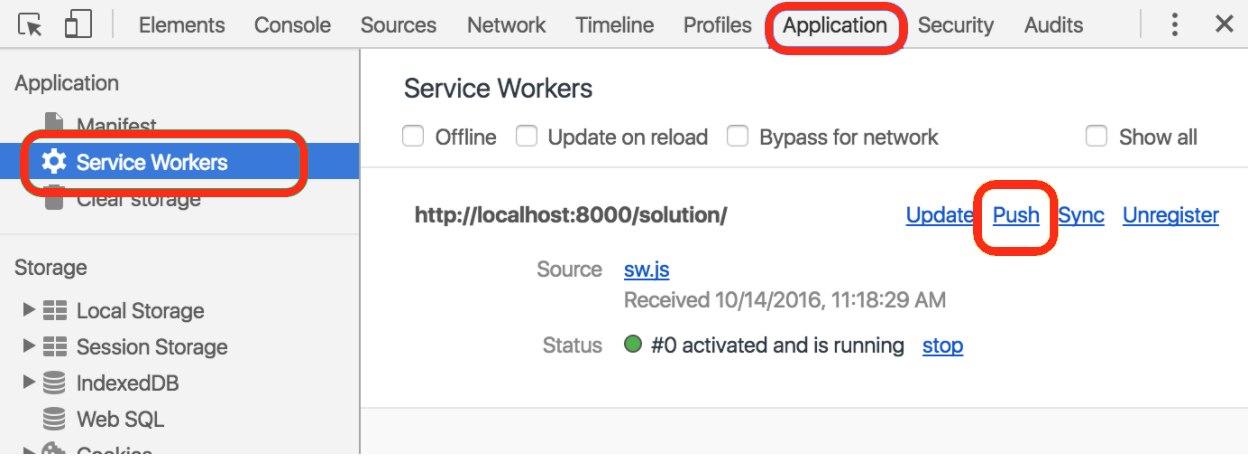 Elements Console Sources Network Timeline Profiles Application Security Audits
Application
Manifest
Service Workers
Clear storage
Storage
Local Storage
Session Storage
IndexedDB
Web SQL
Cookies
Service Workers
Offline Update on reload Bypass for network Show all
http://localhost:8000/solution/ Update Push Sync Unregister
Source sw.js
Received 10/14/2016, 11:18:29 AM
Status #0 activated and is running stop